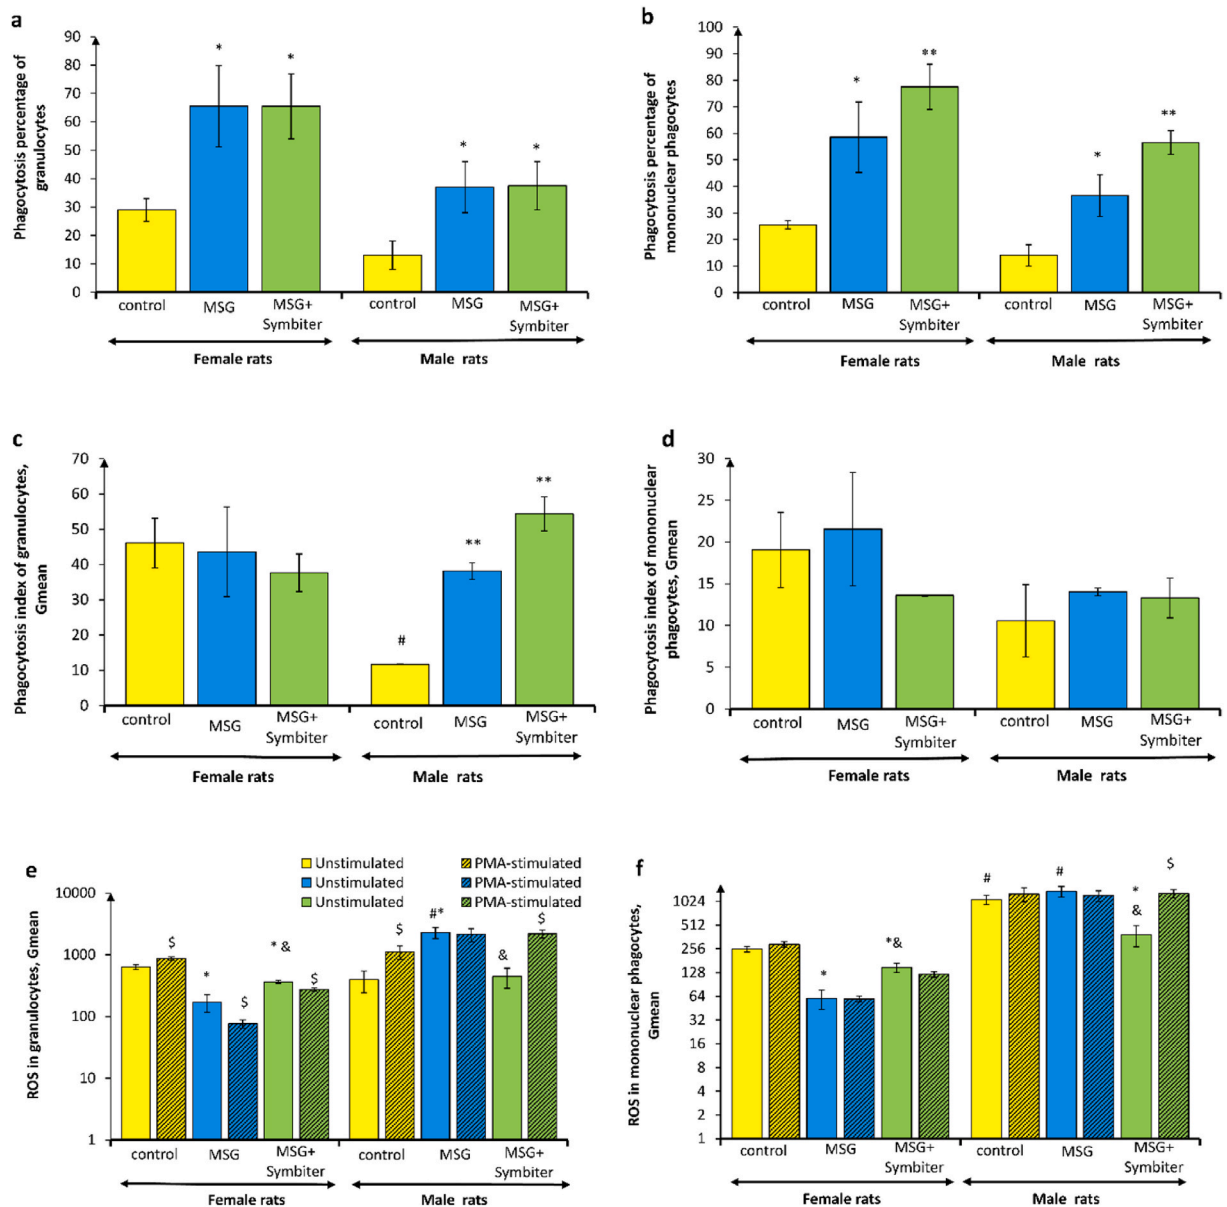 a
Phagocytosis percentage of
granulocytes
90
80
70
60
50
40
30
20
10
0
* * * *
control MSG MSG+
Symbiter
control MSG MSG+
Symbiter
Female rats Male rats
b
Phagocytosis percentage of
mononuclear phagocytes
100
90
80
70
60
50
40
30
20
10
0
* ** * **
control MSG MSG+
Symbiter
control MSG MSG+
Symbiter
Female rats Male rats
c
Phagocytosis index of granulocytes,
Gmean
70
60
50
40
30
20
10
0
# ** **
control MSG MSG+
Symbiter
control MSG MSG+
Symbiter
Female rats Male rats
d
Phagocytosis index of mononuclear
phagocytes, Gmean
30
25
20
15
10
5
0
control MSG MSG+
Symbiter
control MSG MSG+
Symbiter
Female rats Male rats
e
Unstimulated PMA-stimulated
Unstimulated PMA-stimulated
Unstimulated PMA-stimulated
ROS in granulocytes, Gmean
10000
1000
100
10
1
$ * $ * & $ $ #* & $
control MSG MSG+
Symbiter
control MSG MSG+
Symbiter
Female rats Male rats
f
ROS in mononuclear phagocytes,
Gmean
1024
512
256
128
64
32
16
8
4
2
1
* *& # # *
& $
control MSG MSG+
Symbiter
control MSG MSG+
Symbiter
Female rats Male rats